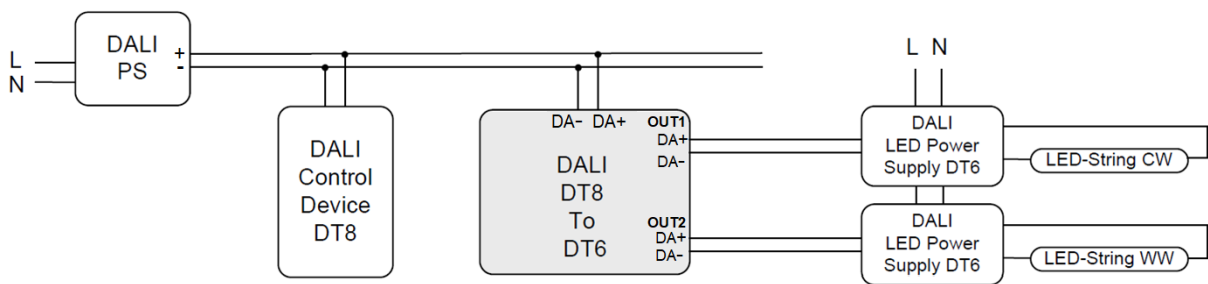 L
N
DALI
PS
+
-
DALI
Control
Device
DT8
DA− DA+
OUT1
DA+
DA−
DALI
DT8
To
DT6
OUT2
DA+
DA−
L N
DALI
LED Power
Supply DT6
LED-String CW
DALI
LED Power
Supply DT6
LED-String WW